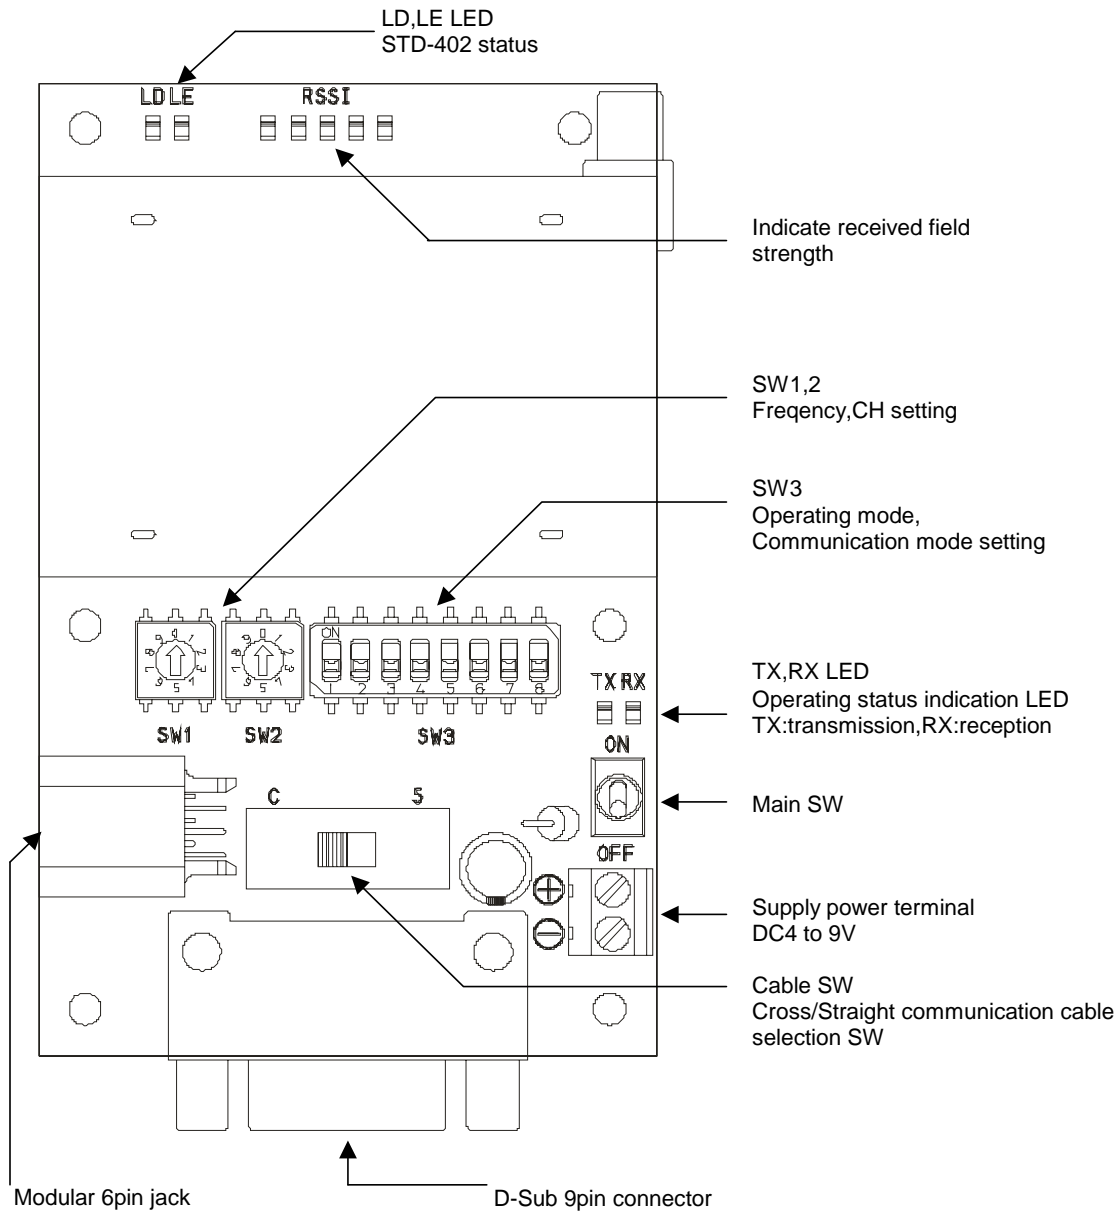 LD,LE LED
STD-402 status
LD LE
RSSI
Indicate received field
strength
SW1,2
Freqency,CH setting
SW3
Operating mode,
Communication mode setting
ON
1 2 3 4 5 6 7 8
SW1
SW2
SW3
TX RX
TX,RX LED
Operating status indication LED
TX:transmission,RX:reception
ON
C
5
Main SW
OFF
+
−
Supply power terminal
DC4 to 9V
Cable SW
Cross/Straight communication cable
selection SW
Modular 6pin jack
D-Sub 9pin connector